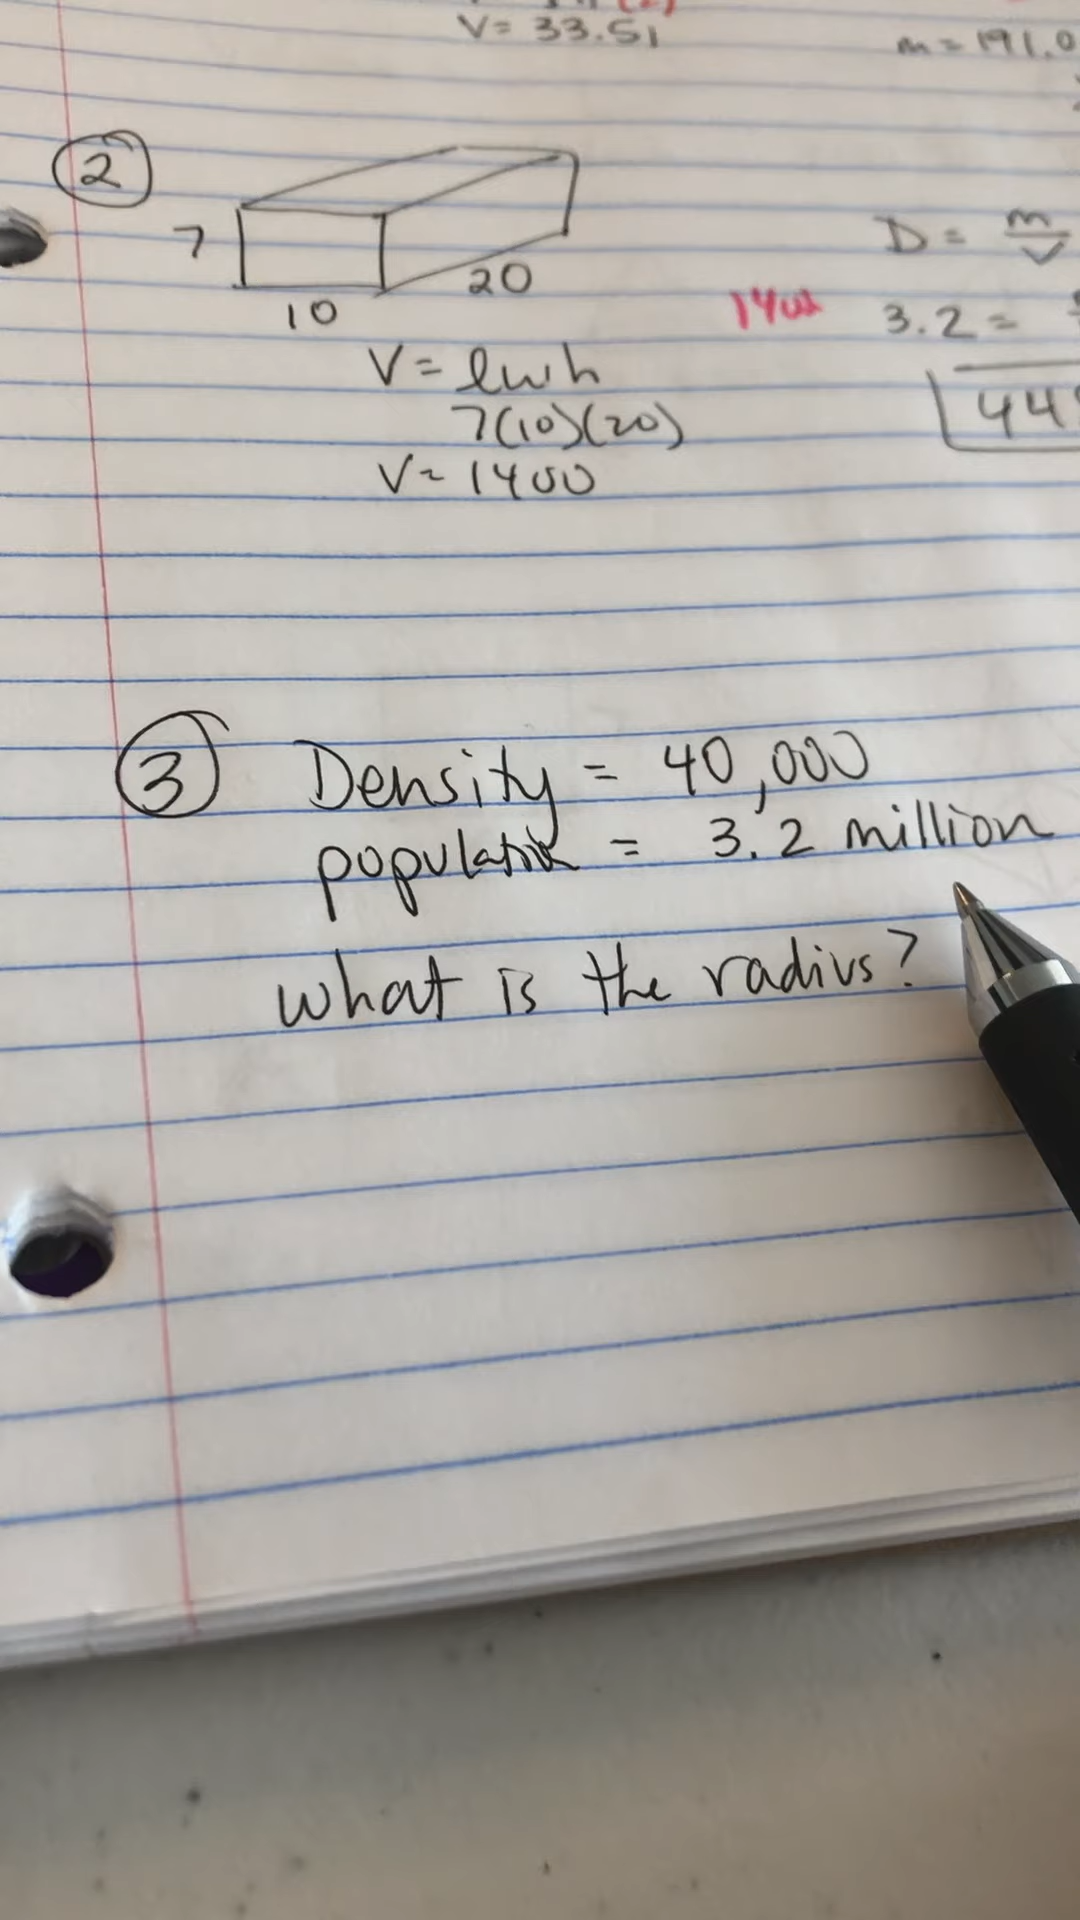 V= 33.51
m = 191.0
2
7
20
10
D = m/V
1400
3.2 =
V= lwh
7(10)(20)
44
V= 1400
3 Density = 40,000
population = 3.2 million
what is the radius?